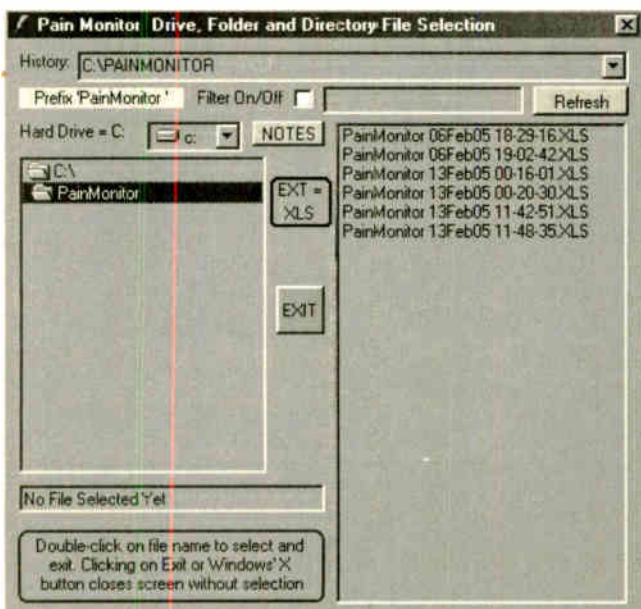 Pain Monitor Drive, Folder and Directory File Selection
History: C:\PAINMONITOR
Prefix 'PainMonitor ' Filter On/Off Refresh
Hard Drive = C: c: NOTES
C:\
PainMonitor
EXT =
XLS
EXIT
PainMonitor 06Feb05 18-29-16.XLS
PainMonitor 06Feb05 19-02-42.XLS
PainMonitor 13Feb05 00-16-01.XLS
PainMonitor 13Feb05 00-20-30.XLS
PainMonitor 13Feb05 11-42-51.XLS
PainMonitor 13Feb05 11-48-35.XLS
No File Selected Yet
Double-click on file name to select and
exit. Clicking on Exit or Windows' X
button closes screen without selection